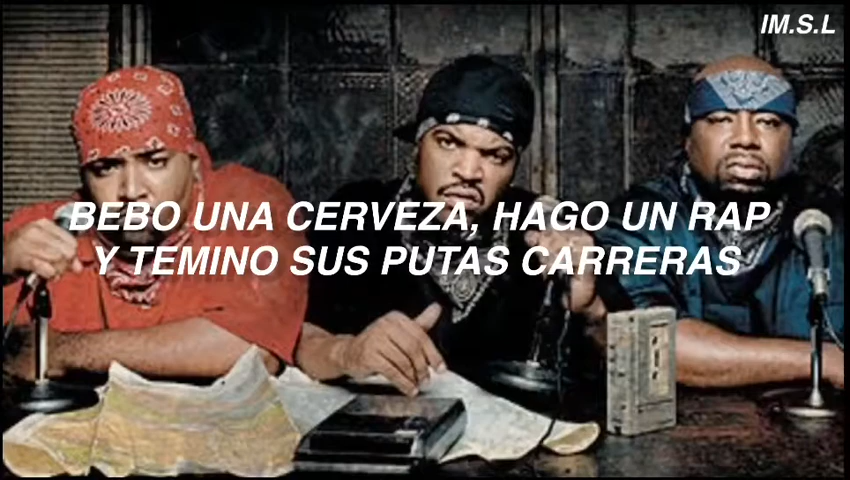 IM.S.L
BEBO UNA CERVEZA, HAGO UN RAP
Y TEMINO SUS PUTAS CARRERAS